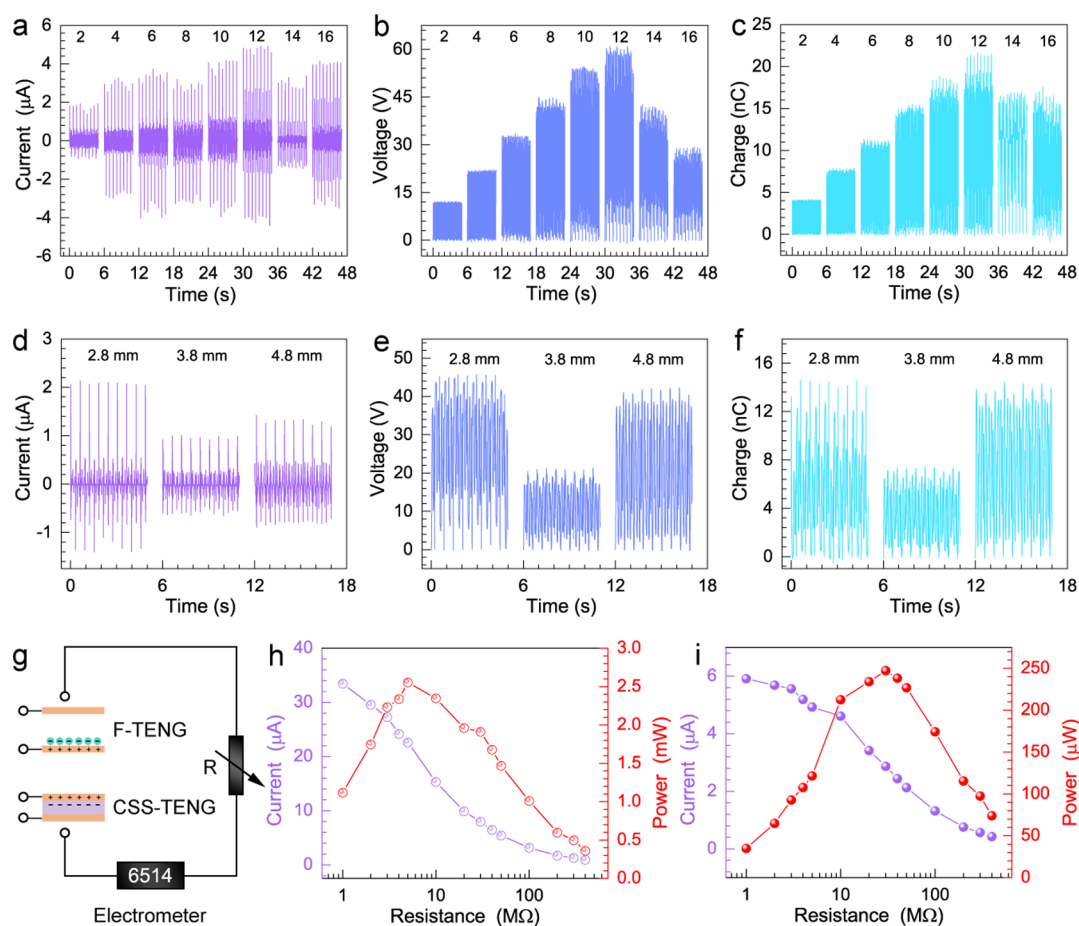 a
2 4 6 8 10 12 14 16
6
4
2
0
-2
-4
-6
Current (μA)
0 6 12 18 24 30 36 42 48
Time (s)
b
2 4 6 8 10 12 14 16
60
45
30
15
0
Voltage (V)
0 6 12 18 24 30 36 42 48
Time (s)
c
2 4 6 8 10 12 14 16
25
20
15
10
5
0
Charge (nC)
0 6 12 18 24 30 36 42 48
Time (s)
d
2.8 mm 3.8 mm 4.8 mm
3
2
1
0
-1
Current (μA)
0 6 12 18
Time (s)
e
2.8 mm 3.8 mm 4.8 mm
50
40
30
20
10
0
Voltage (V)
0 6 12 18
Time (s)
f
2.8 mm 3.8 mm 4.8 mm
16
12
8
4
0
Charge (nC)
0 6 12 18
Time (s)
g
F-TENG
+ + + + + +
R
+ + + + + +
CSS-TENG
6514
Electrometer
h
40
30
20
10
0
Current (μA)
3.0
2.5
2.0
1.5
1.0
0.5
0.0
Power (mW)
1 10 100
Resistance (MΩ)
i
6
4
2
0
Current (μA)
250
200
150
100
50
0
Power (μW)
1 10 100
Resistance (MΩ)